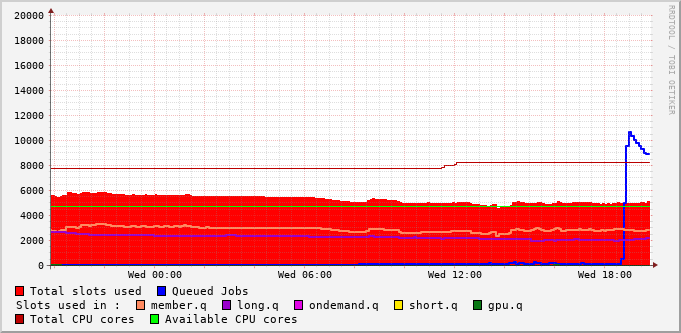 20000
18000
16000
14000
12000
10000
8000
6000
4000
2000
0
Wed 00:00 Wed 06:00 Wed 12:00 Wed 18:00
Total slots used Queued Jobs
Slots used in : member.q long.q ondemand.q short.q gpu.q
Total CPU cores Available CPU cores
RRDTOOL / TOBI OETIKER